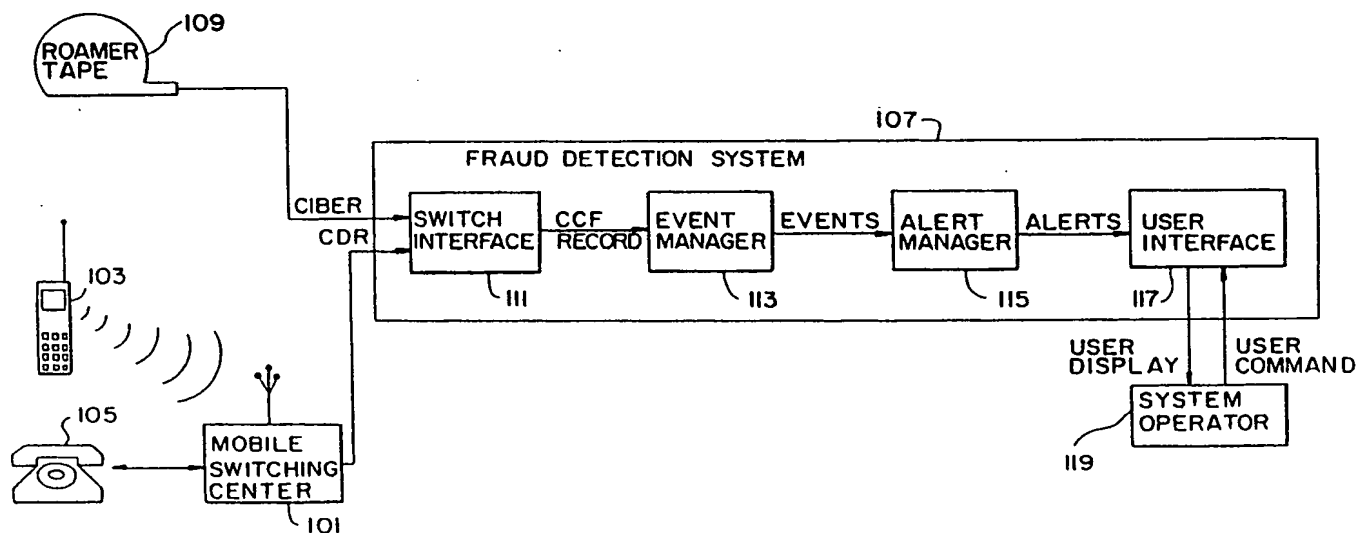 109
ROAMER
TAPE
107
FRAUD DETECTION SYSTEM
CIBER
CDR
SWITCH
INTERFACE
111
CCF
RECORD
EVENT
MANAGER
113
EVENTS
ALERT
MANAGER
115
ALERTS
USER
INTERFACE
117
103
105
MOBILE
SWITCHING
CENTER
101
USER
DISPLAY
USER
COMMAND
SYSTEM
OPERATOR
119